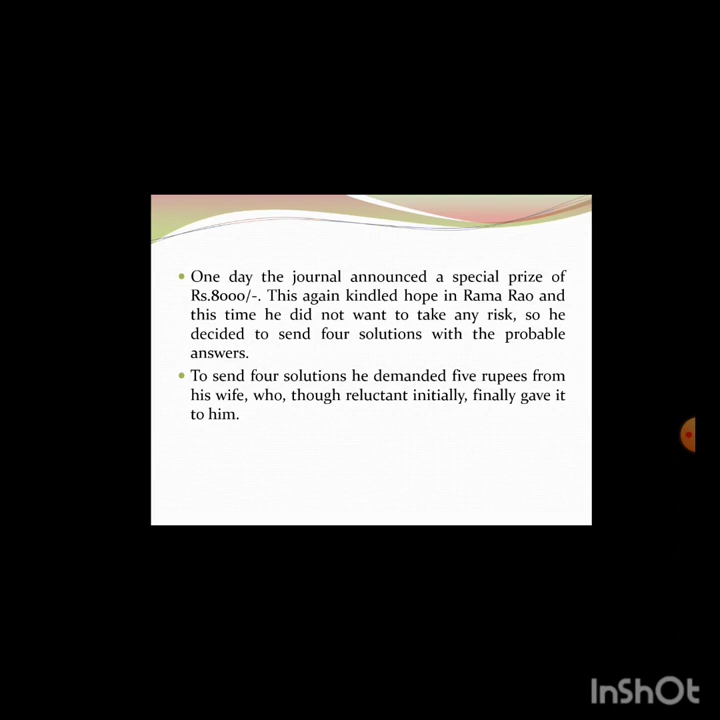 One day the journal announced a special prize of
Rs.8000/-. This again kindled hope in Rama Rao and
this time he did not want to take any risk, so he
decided to send four solutions with the probable
answers.
To send four solutions he demanded five rupees from
his wife, who, though reluctant initially, finally gave it
to him.
InShOt